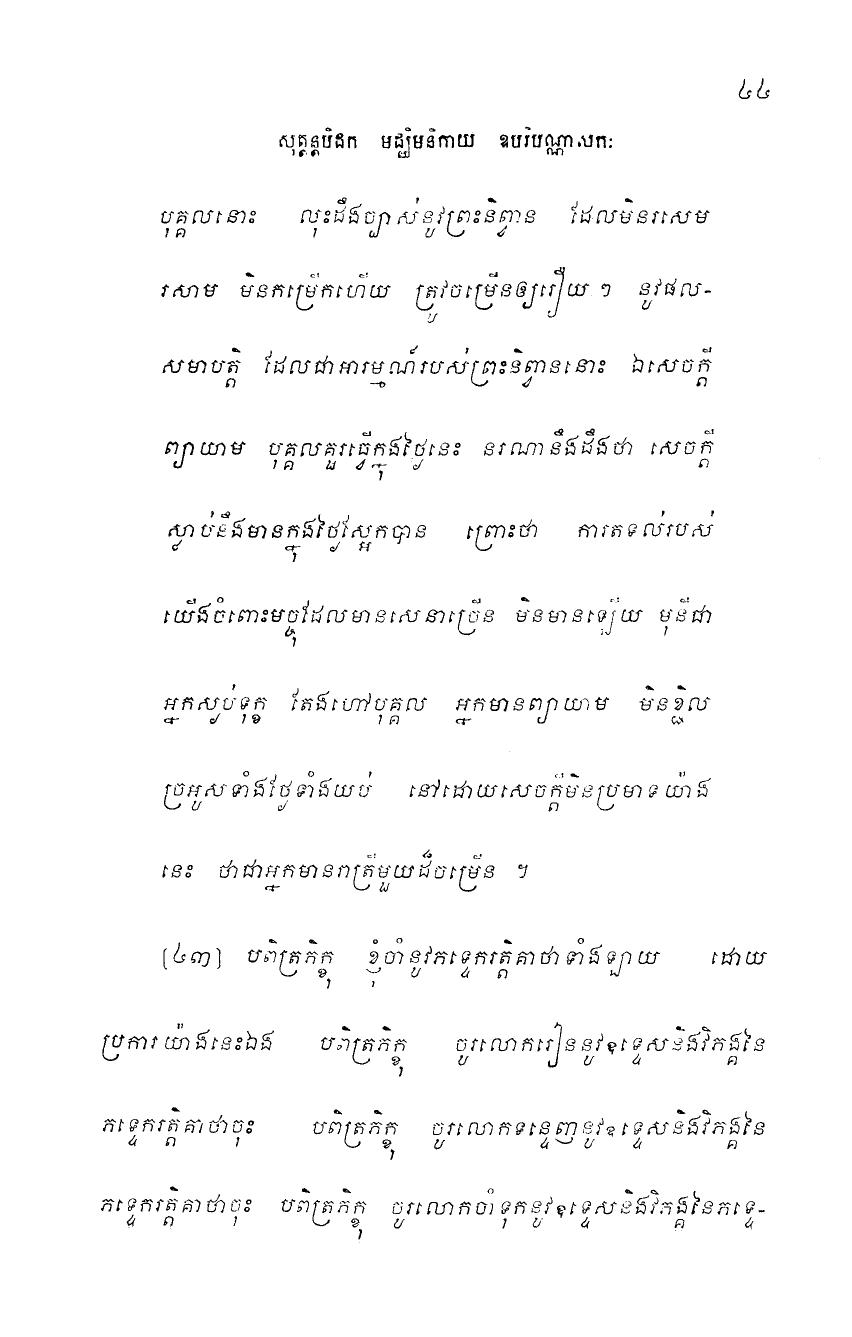 ៤៤
សុត្តន្តបិដក មជ្ឈិមនិកាយ ឧបរិបណ្ណាសកៈ
បុគ្គលនោះ លុះដឹងច្បាស់នូវព្រះនិព្វាន ដែលមិនរសេម
រសាម មិនកម្រើកហើយ ត្រូវចម្រើនឲ្យរឿយ ៗ នូវផល-
សមាបត្តិ ដែលជាអារម្មណ៍របស់ព្រះនិព្វាននោះ ឯសេចក្តី
ព្យាយាម បុគ្គលគួរធ្វើក្នុងថ្ងៃនេះ នរណានឹងដឹងថា សេចក្តី
ស្លាប់នឹងមានក្នុងថ្ងៃស្អែកបាន ព្រោះថា ការតទល់របស់
យើងចំពោះមច្ចុដែលមានសេនាច្រើន មិនមានឡើយ មុនីជា
អ្នកស្ងប់ទុក្ខ តែងហៅបុគ្គល អ្នកមានព្យាយាម មិនខ្ជិល
ច្រអូសទាំងថ្ងៃទាំងយប់ នៅដោយសេចក្តីមិនប្រមាទយ៉ាង
នេះ ថាជាអ្នកមានរាត្រីមួយដ៏ចម្រើន ។
[៤៣] បពិត្រភិក្ខុ ខ្ញុំចាំនូវភទ្ទេករត្តិគាថាទាំងឡាយ ដោយ
ប្រការយ៉ាងនេះឯង បពិត្រភិក្ខុ ចូរលោករៀននូវឧទ្ទេសនិងវិភង្គនៃ
ភទ្ទេករត្តិគាថាចុះ បពិត្រភិក្ខុ ចូរលោកទន្ទេញនូវឧទ្ទេសនិងវិភង្គនៃ
ភទ្ទេករត្តិគាថាចុះ បពិត្រភិក្ខុ ចូរលោកចាំទុកនូវឧទ្ទេសនិងវិភង្គនៃភទ្ទេ-